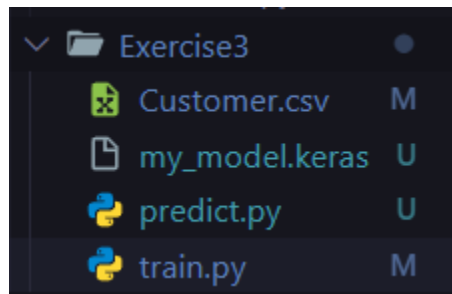 Exercise3
Customer.csv M
my_model.keras U
predict.py U
train.py M